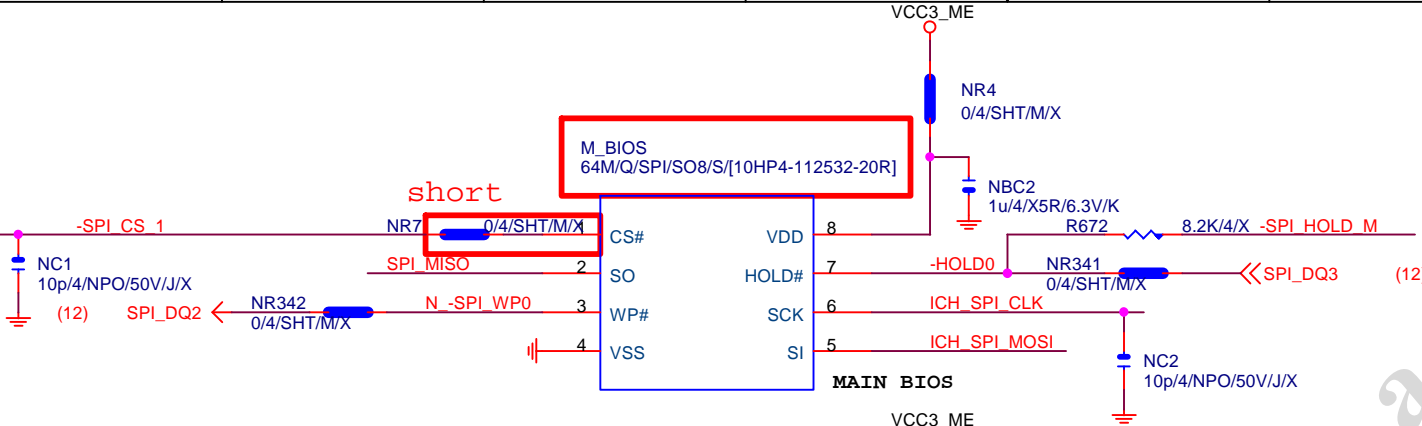 VCC3_ME
NR4
0/4/SHT/M/X
M_BIOS
64M/Q/SPI/SO8/S/[10HP4-112532-20R]
short
NBC2
1u/4/X5R/6.3V/K
-SPI_CS_1
NR7
0/4/SHT/M/X
1
CS#
VDD
8
R672
8.2K/4/X
-SPI_HOLD_M
NC1
10p/4/NPO/50V/J/X
SPI_MISO
2
SO
HOLD#
7
-HOLD0
NR341
0/4/SHT/M/X
SPI_DQ3
(12
(12)
SPI_DQ2
NR342
0/4/SHT/M/X
N_-SPI_WP0
3
WP#
SCK
6
ICH_SPI_CLK
4
VSS
SI
5
ICH_SPI_MOSI
NC2
10p/4/NPO/50V/J/X
MAIN BIOS
VCC3_ME